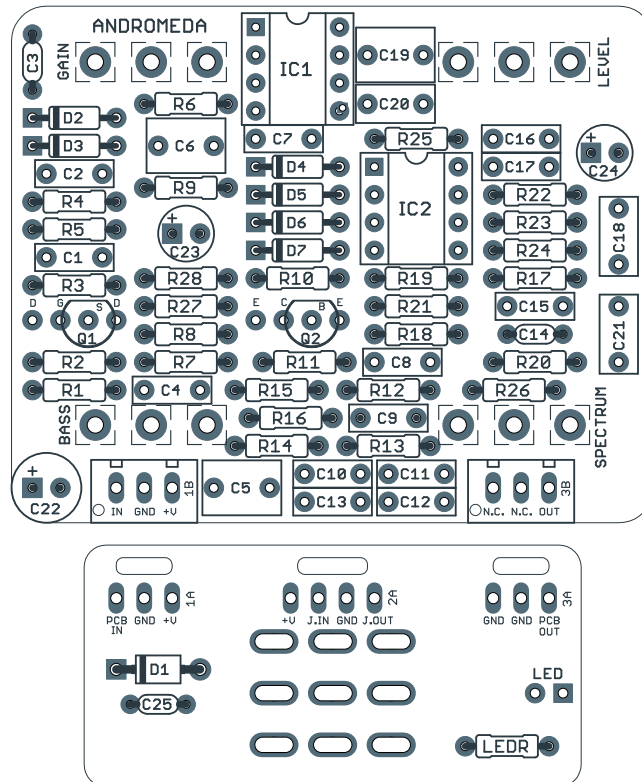 ANDROMEDA
C3
GAIN
IC1
C19
LEVEL
C20
R6
D2
C7
R25
C16
D3
C6
C17
C24
+
C2
D4
R9
D5
R22
R4
IC2
R23
C18
R5
+
D6
C23
R24
C1
D7
R3
R28
R10
R19
R17
D G S D
R27
E C B E
R21
C15
Q1
R8
Q2
R18
C14
C21
R2
R7
R11
C8
R20
R1
C4
R15
R12
R26
BASS
R16
C9
SPECTRUM
R14
R13
+
C22
IN GND +V
1B
C5
C10
C11
C13
C12
N.C. N.C. OUT
3B
PCB IN GND +V
1A
+V J.IN GND J.OUT
2A
GND GND PCB OUT
3A
D1
LED
C25
LEDR